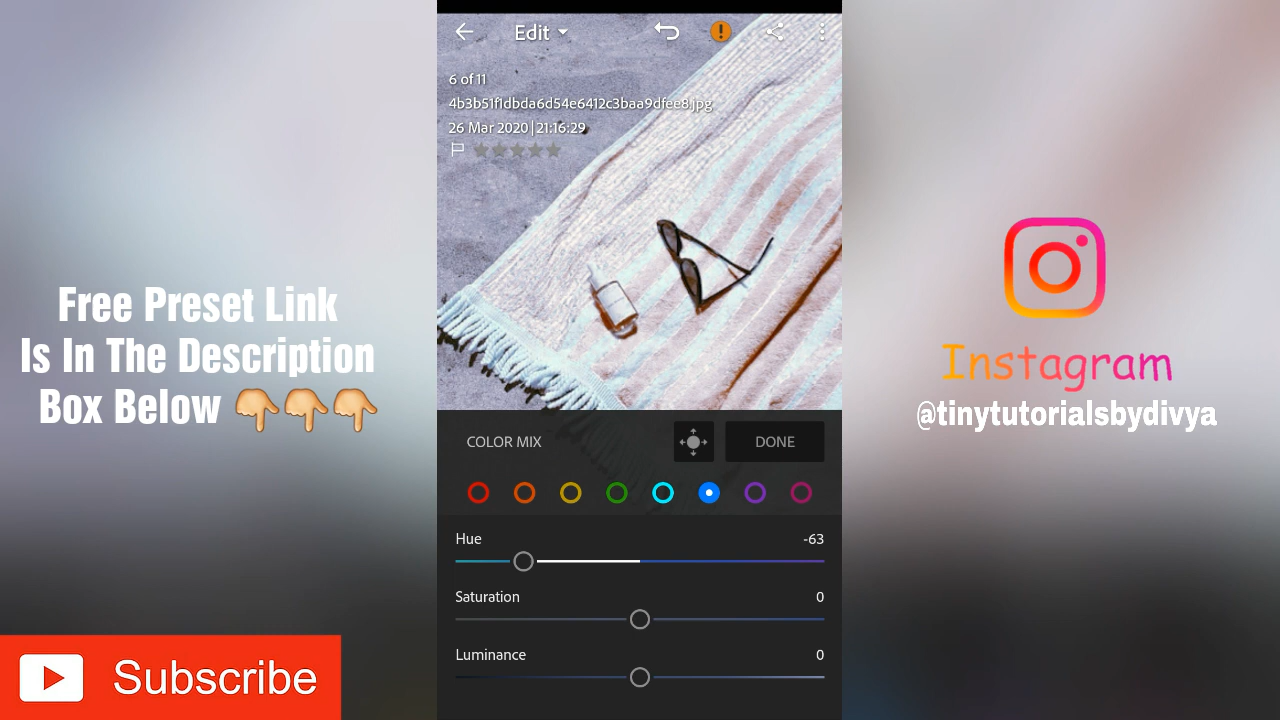 Edit
6 of 11
4b3b51f1dbda6d54e6412c3baa9dfee8.jpg
26 Mar 2020 | 21:16:29
Free Preset Link
Is In The Description
Box Below 👇👇👇
Instagram
@tinytutorialsbydivya
COLOR MIX
DONE
Hue
-63
Saturation
0
Luminance
0
Subscribe